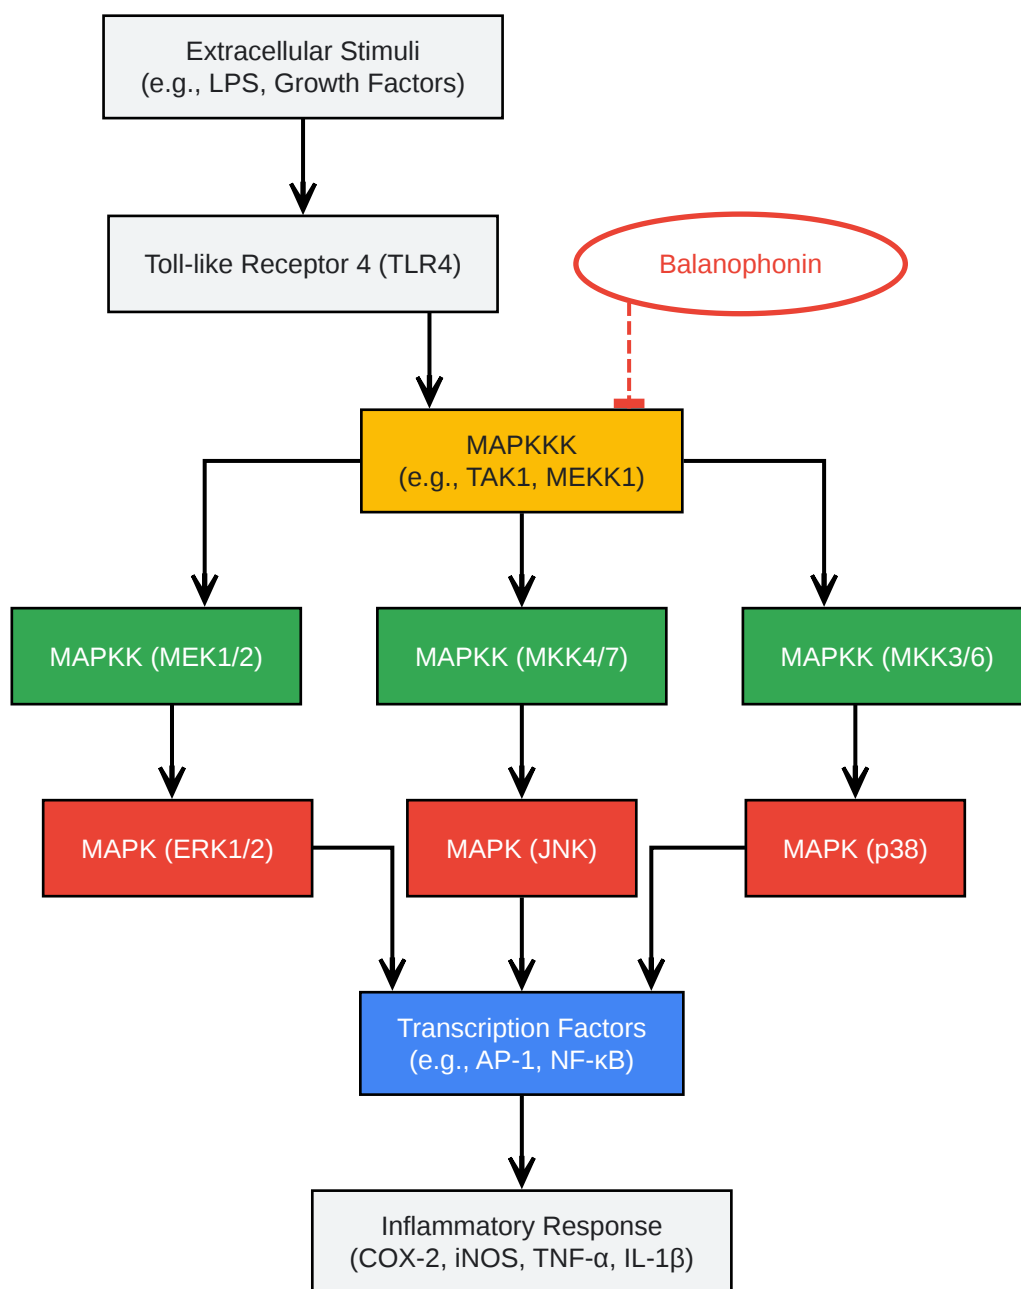 Extracellular Stimuli
(e.g., LPS, Growth Factors)
Toll-like Receptor 4 (TLR4)
Balanophonin
MAPKKK
(e.g., TAK1, MEKK1)
MAPKK (MEK1/2)
MAPKK (MKK4/7)
MAPKK (MKK3/6)
MAPK (ERK1/2)
MAPK (JNK)
MAPK (p38)
Transcription Factors
(e.g., AP-1, NF-κB)
Inflammatory Response
(COX-2, iNOS, TNF-α, IL-1β)